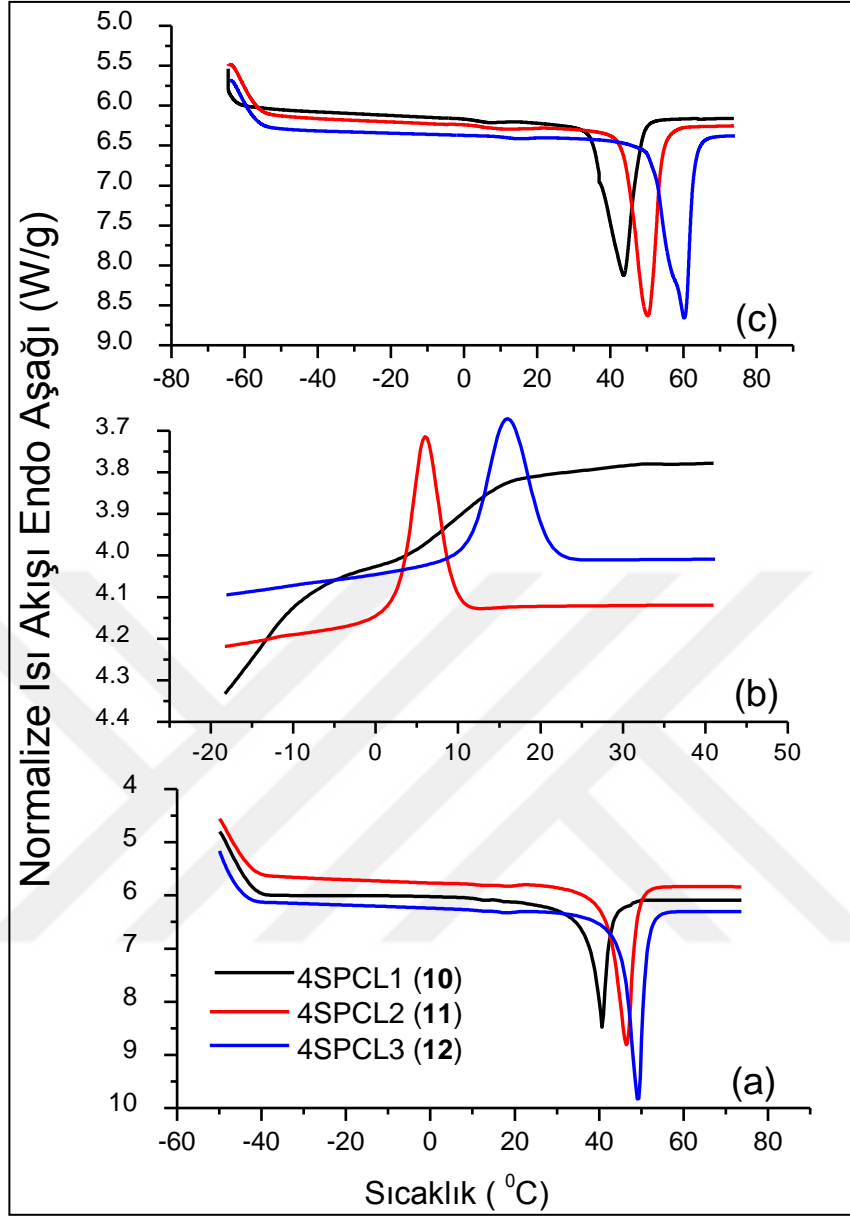 Normalize Isı Akışı Endo Aşağı (W/g)
5.0
5.5
6.0
6.5
7.0
7.5
8.0
8.5
9.0
(c)
-80 -60 -40 -20 0 20 40 60 80
3.7
3.8
3.9
4.0
4.1
4.2
4.3
4.4
(b)
-20 -10 0 10 20 30 40 50
4
5
6
7
8
9
10
4SPCL1 (10)
4SPCL2 (11)
4SPCL3 (12)
(a)
-60 -40 -20 0 20 40 60 80
Sıcaklık ( ⁰C)